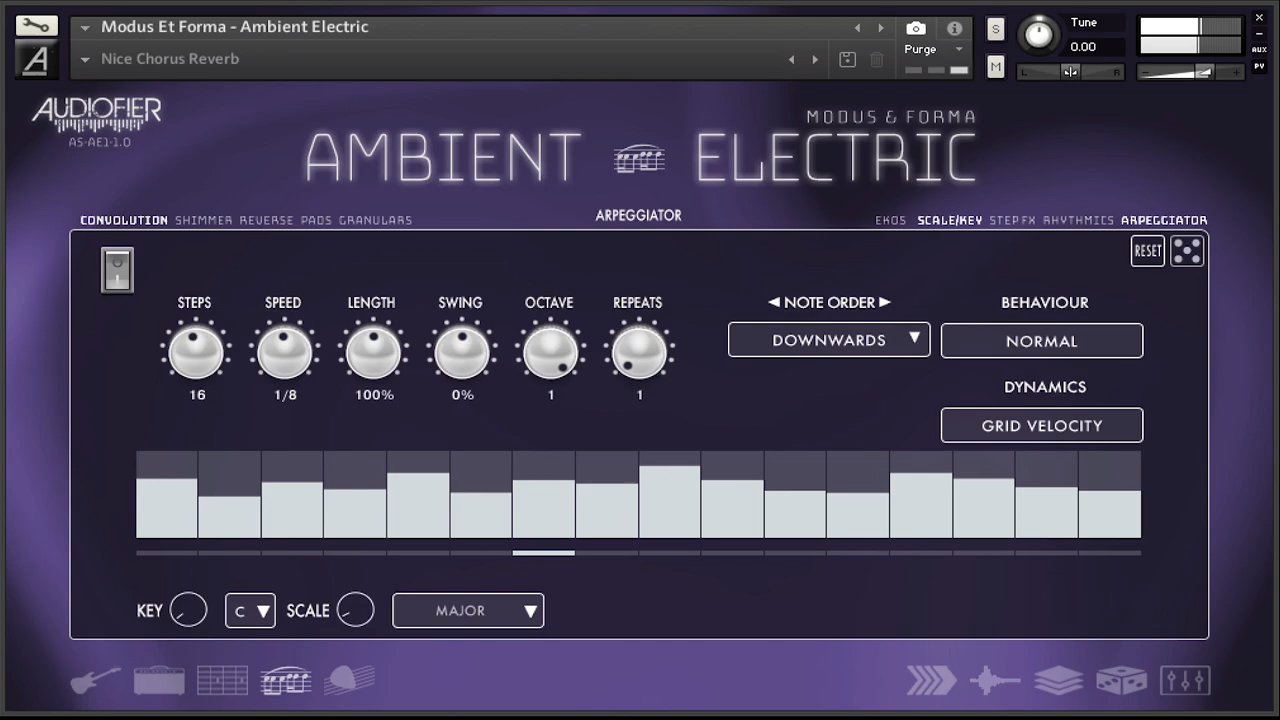 Modus Et Forma - Ambient Electric
Nice Chorus Reverb
Purge
S
M
Tune
0.00
L R
- +
×
-
AUX
PV
A
AUDIOFIER
AS-AE1-1.0
MODUS & FORMA
AMBIENT ELECTRIC
CONVOLUTION SHIMMER REVERSE PADS GRANULARS
ARPEGGIATOR
EKOS SCALE/KEY STEPFX RHYTHMICS ARPEGGIATOR
RESET
STEPS SPEED LENGTH SWING OCTAVE REPEATS
NOTE ORDER
BEHAVIOUR
DOWNWARDS
NORMAL
16 1/8 100% 0% 1 1
DYNAMICS
GRID VELOCITY
KEY C SCALE MAJOR